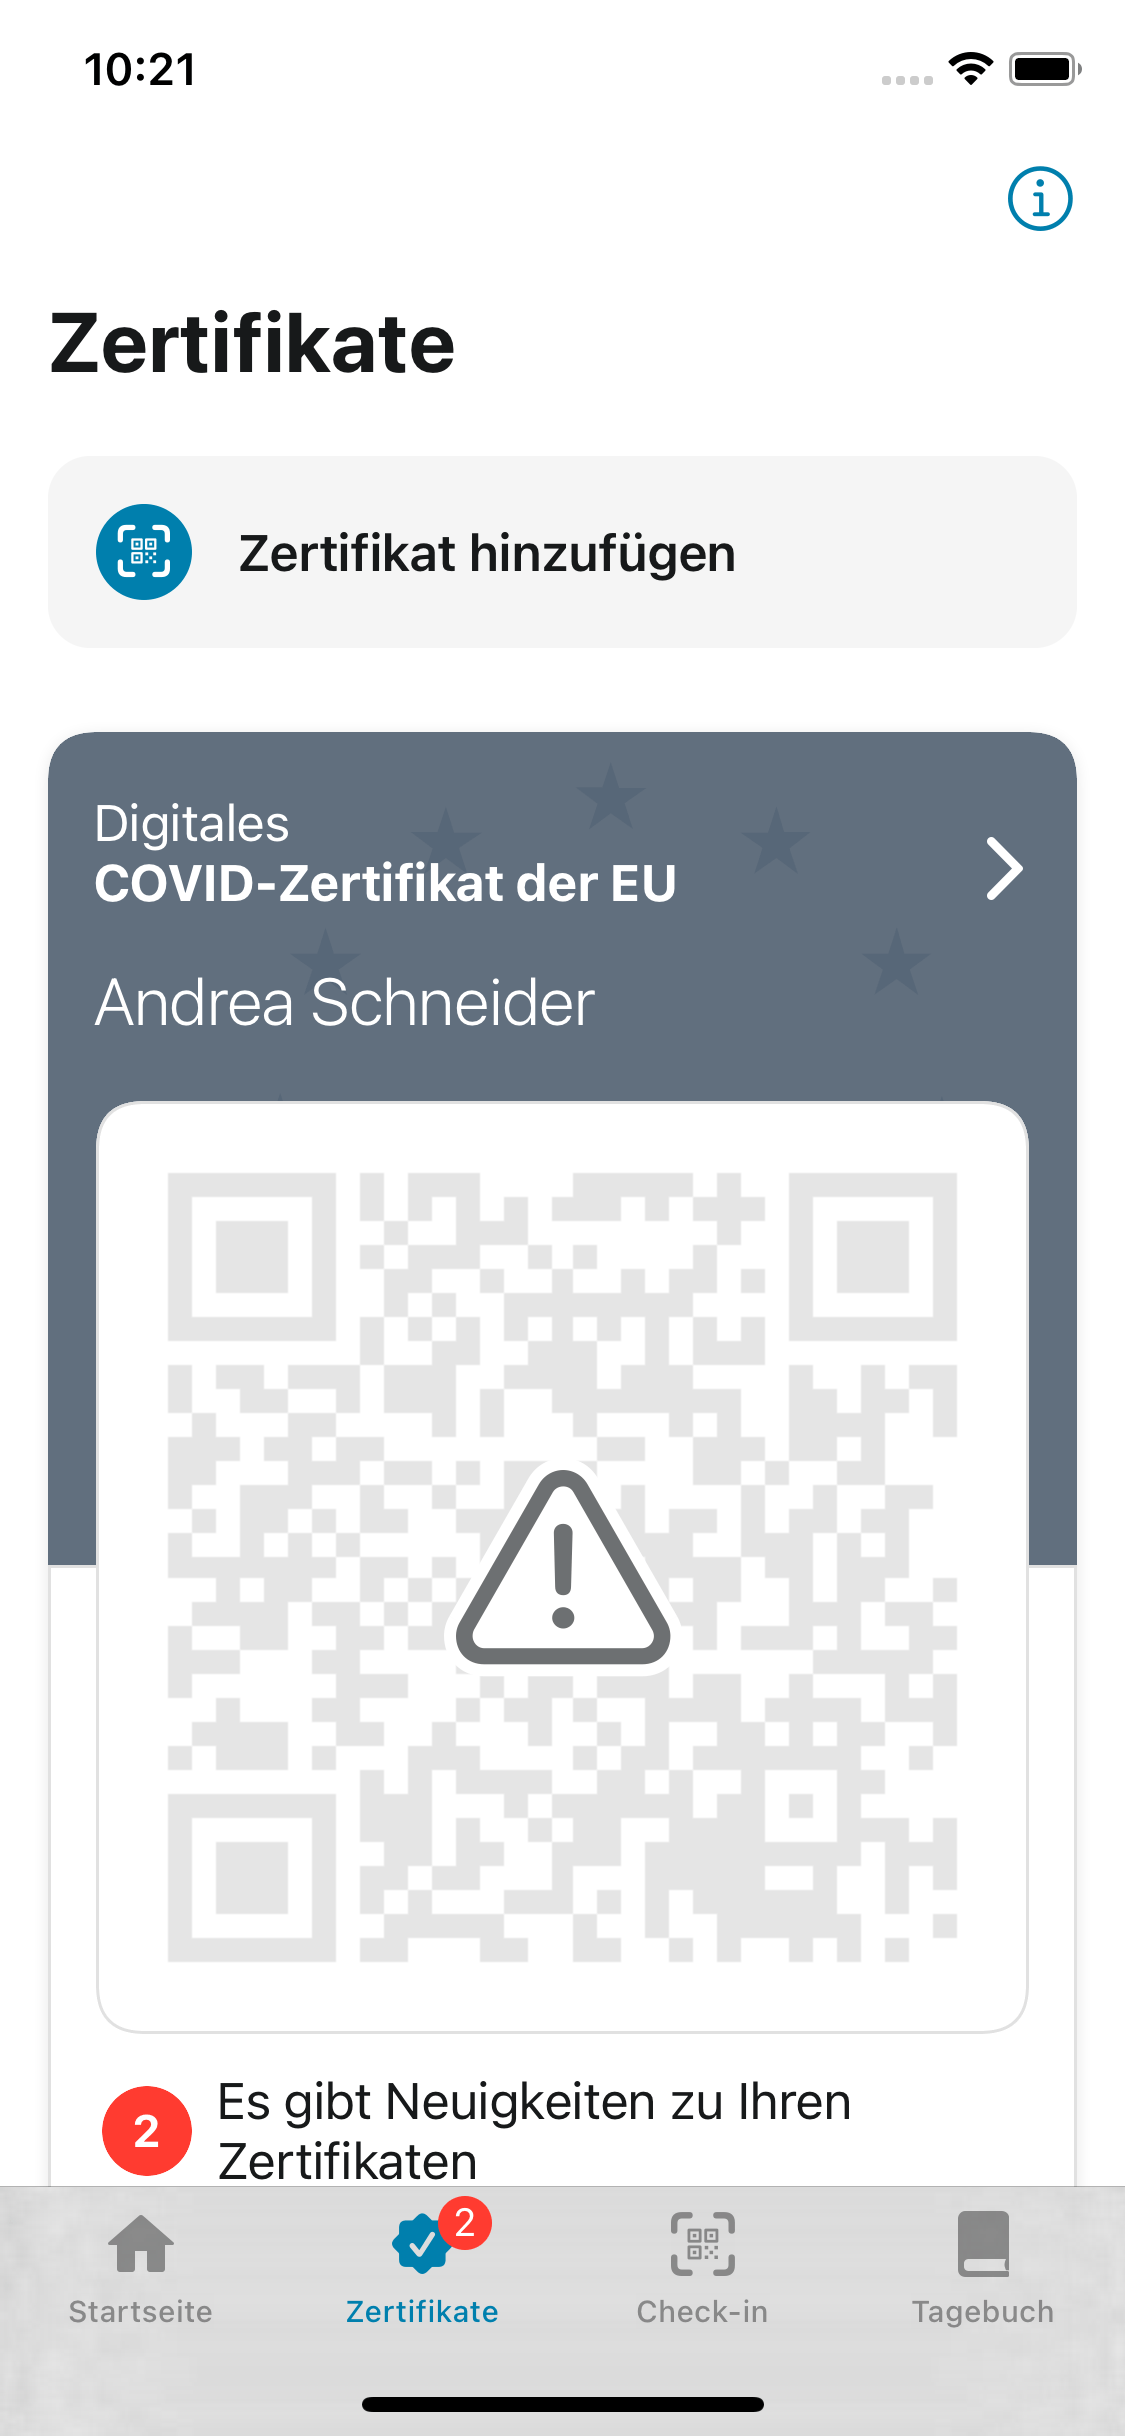 10:21
Zertifikate
Zertifikat hinzufügen
Digitales
COVID-Zertifikat der EU
Andrea Schneider
2
Es gibt Neuigkeiten zu Ihren
Zertifikaten
2
Startseite
Zertifikate
Check-in
Tagebuch